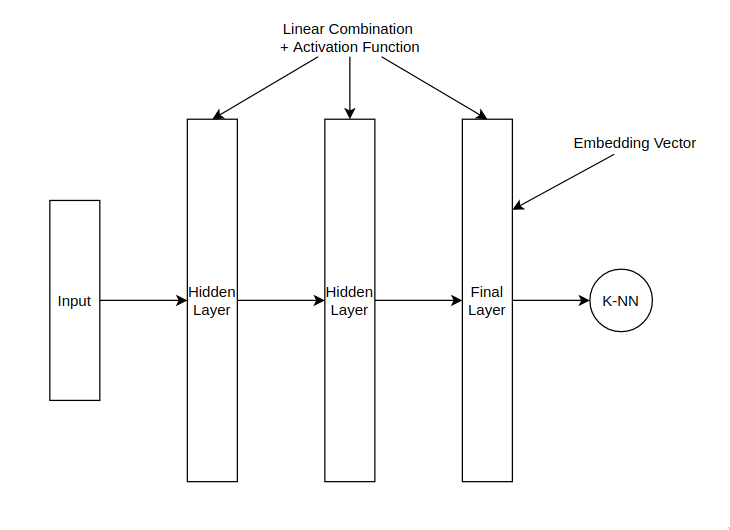 Linear Combination
+ Activation Function
Embedding Vector
Input
Hidden
Layer
Hidden
Layer
Final
Layer
K-NN